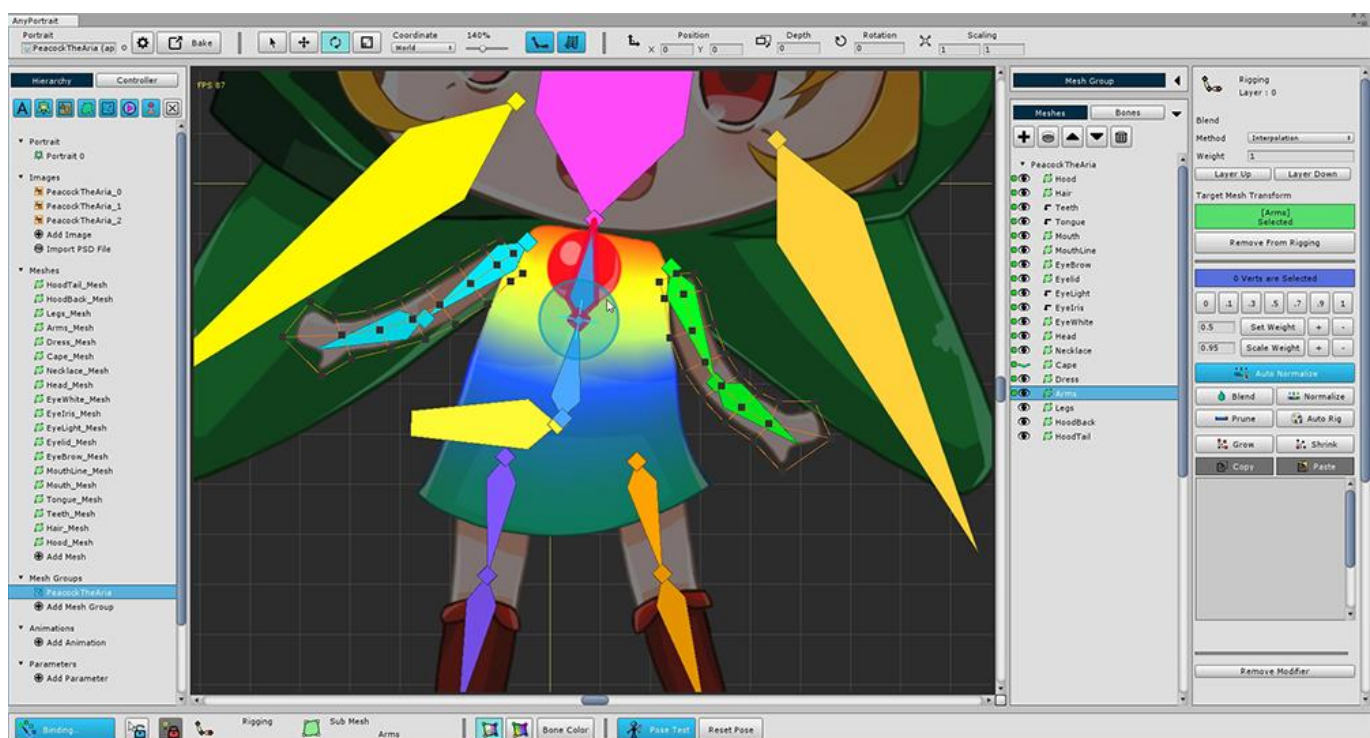 AnyPortrait
Portrait
PeacockTheAria (ap
Bake
Coordinate
World
140%
Position
X 0 Y 0
Depth
0
Rotation
0
Scaling
1 1
Hierarchy Controller
A
Portrait
Portrait 0
Images
PeacockTheAria_0
PeacockTheAria_1
PeacockTheAria_2
Add Image
Import PSD File
Meshes
HoodTail_Mesh
HoodBack_Mesh
Legs_Mesh
Arms_Mesh
Dress_Mesh
Cape_Mesh
Necklace_Mesh
Head_Mesh
EyeWhite_Mesh
EyeIris_Mesh
EyeLight_Mesh
Eyelid_Mesh
EyeBrow_Mesh
MouthLine_Mesh
Mouth_Mesh
Tongue_Mesh
Teeth_Mesh
Hair_Mesh
Hood_Mesh
Add Mesh
Mesh Groups
PeacockTheAria
Add Mesh Group
Animations
Add Animation
Parameters
Add Parameter
FPS 87
Mesh Group
Meshes Bones
PeacockTheAria
Hood
Hair
Teeth
Tongue
Mouth
MouthLine
EyeBrow
Eyelid
EyeLight
EyeIris
EyeWhite
Head
Necklace
Cape
Dress
Arms
Legs
HoodBack
HoodTail
Rigging
Layer : 0
Blend
Method Interpolation
Weight 1
Layer Up Layer Down
Target Mesh Transform
[Arms]
Selected
Remove From Rigging
0 Verts are Selected
0 .1 .3 .5 .7 .9 1
0.5 Set Weight + -
0.95 Scale Weight + -
Auto Normalize
Blend Normalize
Prune Auto Rig
Grow Shrink
Copy Paste
Remove Modifier
Binding..
Rigging
Sub Mesh
Arms
Bone Color
Pose Test
Reset Pose